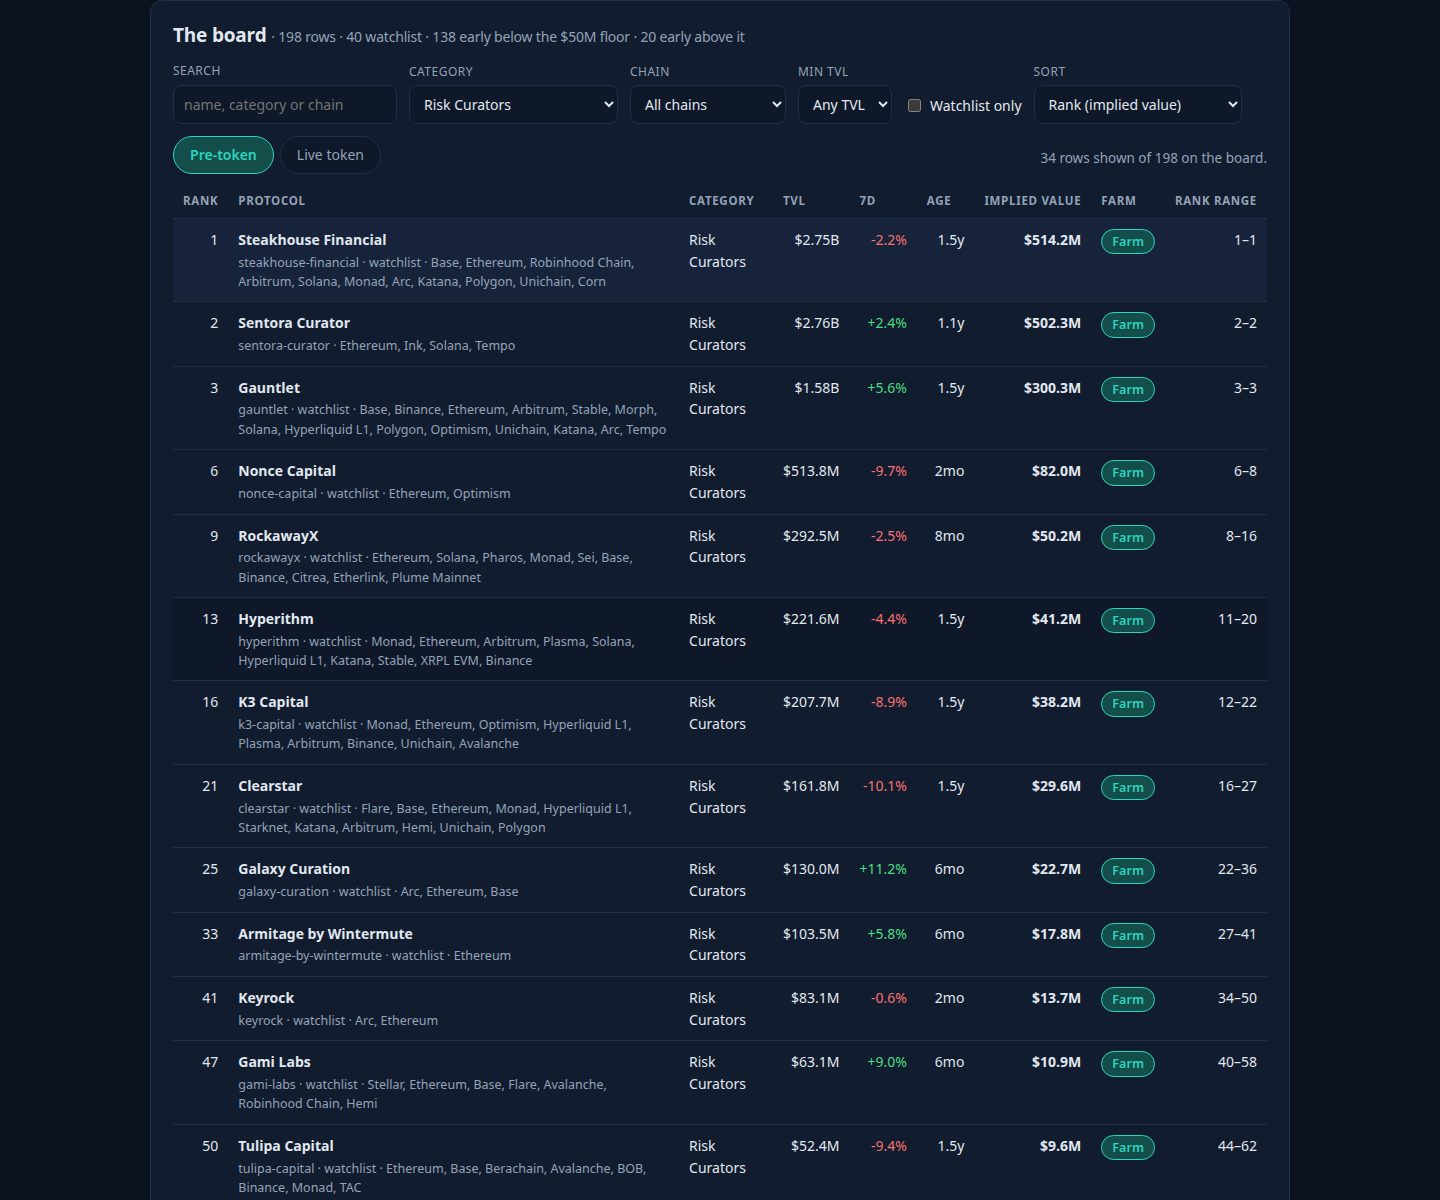 The board · 198 rows · 40 watchlist · 138 early below the $50M floor · 20 early above it
SEARCH CATEGORY CHAIN MIN TVL SORT
name, category or chain Risk Curators All chains Any TVL Watchlist only Rank (implied value)
Pre-token Live token 34 rows shown of 198 on the board.
RANK PROTOCOL CATEGORY TVL 7D AGE IMPLIED VALUE FARM RANK RANGE
1 Steakhouse Financial Risk $2.75B -2.2% 1.5y $514.2M Farm 1–1
steakhouse-financial · watchlist · Base, Ethereum, Robinhood Chain, Curators
Arbitrum, Solana, Monad, Arc, Katana, Polygon, Unichain, Corn
2 Sentora Curator Risk $2.76B +2.4% 1.1y $502.3M Farm 2–2
sentora-curator · Ethereum, Ink, Solana, Tempo Curators
3 Gauntlet Risk $1.58B +5.6% 1.5y $300.3M Farm 3–3
gauntlet · watchlist · Base, Binance, Ethereum, Arbitrum, Stable, Morph, Curators
Solana, Hyperliquid L1, Polygon, Optimism, Unichain, Katana, Arc, Tempo
6 Nonce Capital Risk $513.8M -9.7% 2mo $82.0M Farm 6–8
nonce-capital · watchlist · Ethereum, Optimism Curators
9 RockawayX Risk $292.5M -2.5% 8mo $50.2M Farm 8–16
rockawayx · watchlist · Ethereum, Solana, Pharos, Monad, Sei, Base, Curators
Binance, Citrea, Etherlink, Plume Mainnet
13 Hyperithm Risk $221.6M -4.4% 1.5y $41.2M Farm 11–20
hyperithm · watchlist · Monad, Ethereum, Arbitrum, Plasma, Solana, Curators
Hyperliquid L1, Katana, Stable, XRPL EVM, Binance
16 K3 Capital Risk $207.7M -8.9% 1.5y $38.2M Farm 12–22
k3-capital · watchlist · Monad, Ethereum, Optimism, Hyperliquid L1, Curators
Plasma, Arbitrum, Binance, Unichain, Avalanche
21 Clearstar Risk $161.8M -10.1% 1.5y $29.6M Farm 16–27
clearstar · watchlist · Flare, Base, Ethereum, Monad, Hyperliquid L1, Curators
Starknet, Katana, Arbitrum, Hemi, Unichain, Polygon
25 Galaxy Curation Risk $130.0M +11.2% 6mo $22.7M Farm 22–36
galaxy-curation · watchlist · Arc, Ethereum, Base Curators
33 Armitage by Wintermute Risk $103.5M +5.8% 6mo $17.8M Farm 27–41
armitage-by-wintermute · watchlist · Ethereum Curators
41 Keyrock Risk $83.1M -0.6% 2mo $13.7M Farm 34–50
keyrock · watchlist · Arc, Ethereum Curators
47 Gami Labs Risk $63.1M +9.0% 6mo $10.9M Farm 40–58
gami-labs · watchlist · Stellar, Ethereum, Base, Flare, Avalanche, Curators
Robinhood Chain, Hemi
50 Tulipa Capital Risk $52.4M -9.4% 1.5y $9.6M Farm 44–62
tulipa-capital · watchlist · Ethereum, Base, Berachain, Avalanche, BOB, Curators
Binance, Monad, TAC